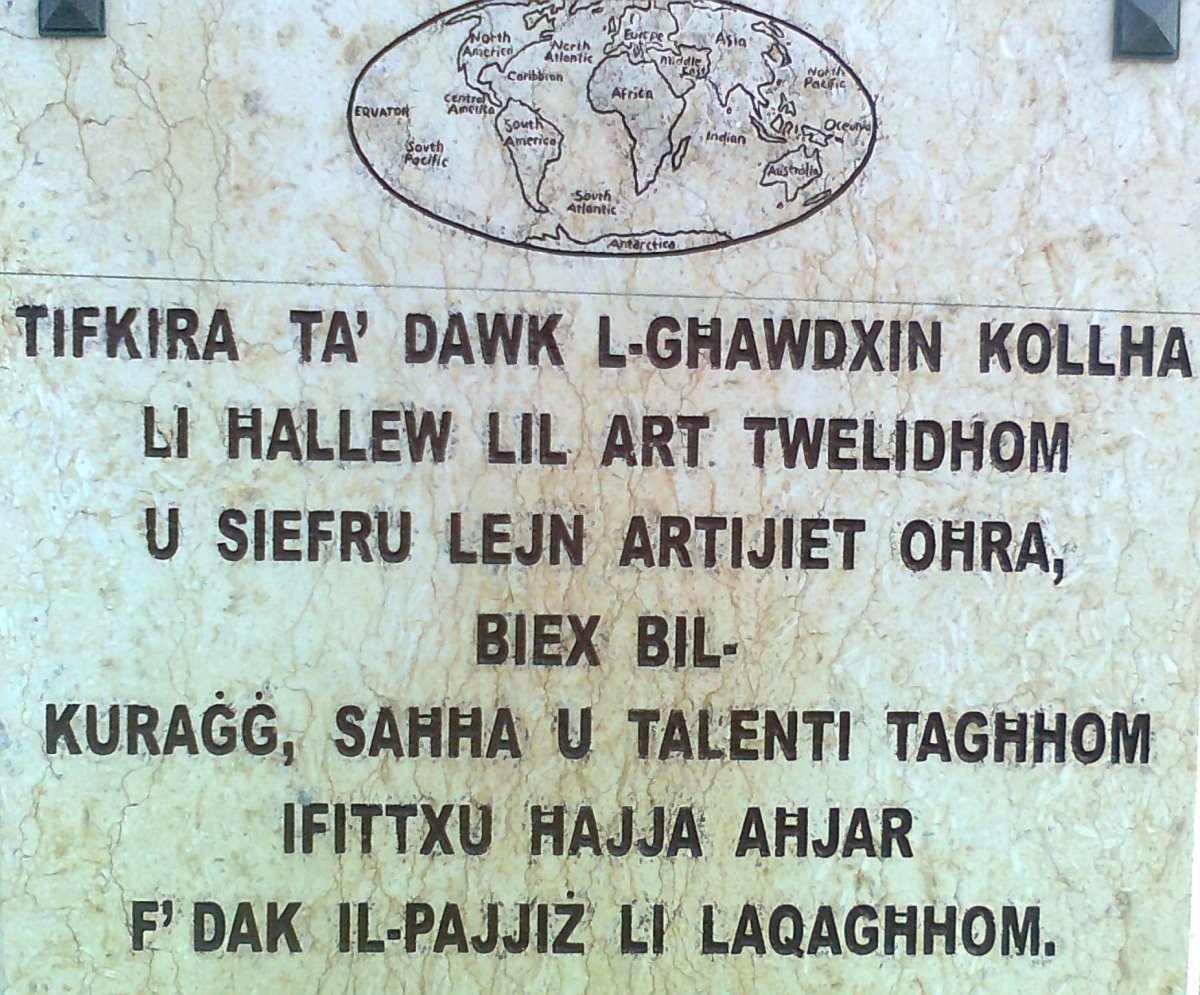 North America
North Atlantic
Europe
Asia
Middle East
Caribbean
North Pacific
Africa
EQUATOR
Central America
South America
Indian
Oceania
South Pacific
Australia
South Atlantic
Antarctica
TIFKIRA TA' DAWK L-GĦAWDXIN KOLLHA
LI ĦALLEW LIL ART TWELIDHOM
U SIEFRU LEJN ARTIJIET OĦRA,
BIEX BIL-
KURAĠĠ, SAĦĦA U TALENTI TAGĦHOM
IFITTXU ĦAJJA AĦJAR
F' DAK IL-PAJJIŻ LI LAQAGĦHOM.